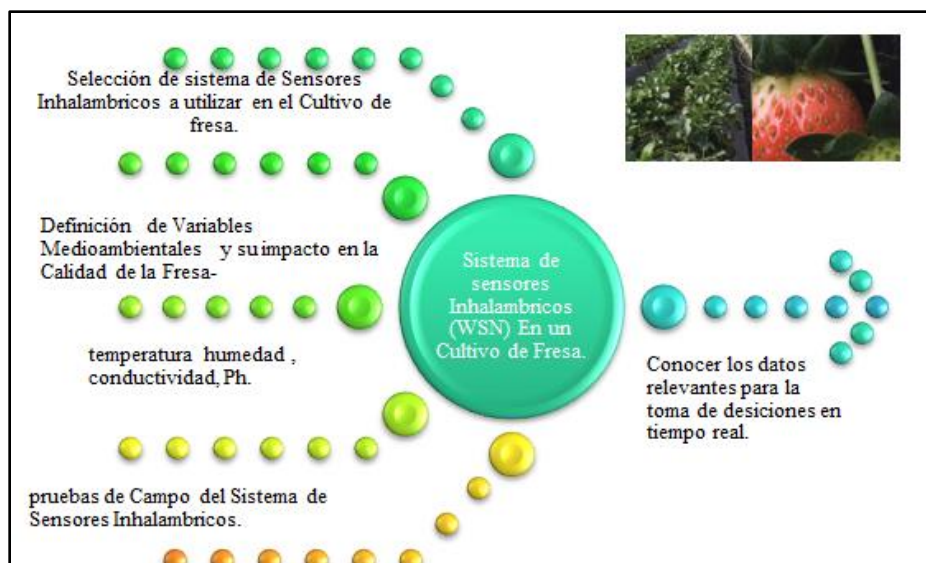 Selección de sistema de Sensores
Inhalambricos a utilizar en el Cultivo de
fresa.
Definición de Variables
Medioambientales y su impacto en la
Calidad de la Fresa-
temperatura humedad ,
conductividad, Ph.
pruebas de Campo del Sistema de
Sensores Inhalambricos.
Sistema de
sensores
Inhalambricos
(WSN) En un
Cultivo de Fresa.
Conocer los datos
relevantes para la
toma de desiciones en
tiempo real.